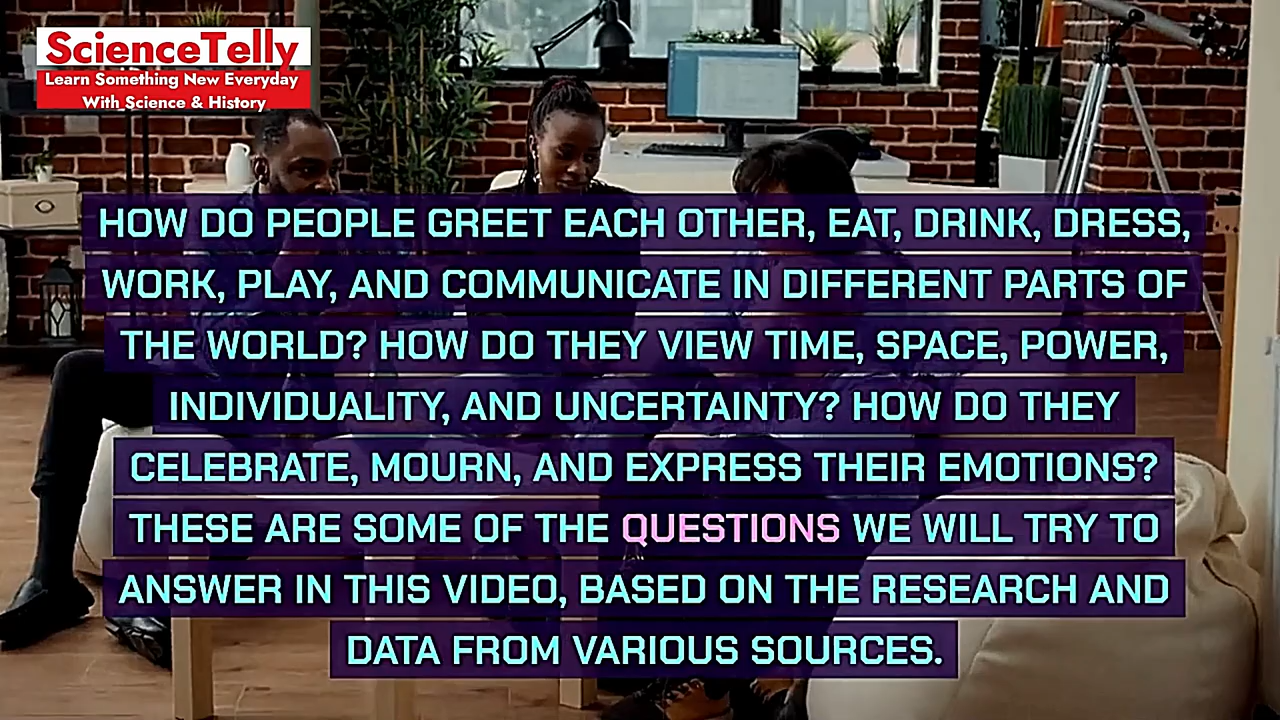 ScienceTelly
Learn Something New Everyday
With Science & History
HOW DO PEOPLE GREET EACH OTHER, EAT, DRINK, DRESS,
WORK, PLAY, AND COMMUNICATE IN DIFFERENT PARTS OF
THE WORLD? HOW DO THEY VIEW TIME, SPACE, POWER,
INDIVIDUALITY, AND UNCERTAINTY? HOW DO THEY
CELEBRATE, MOURN, AND EXPRESS THEIR EMOTIONS?
THESE ARE SOME OF THE QUESTIONS WE WILL TRY TO
ANSWER IN THIS VIDEO, BASED ON THE RESEARCH AND
DATA FROM VARIOUS SOURCES.